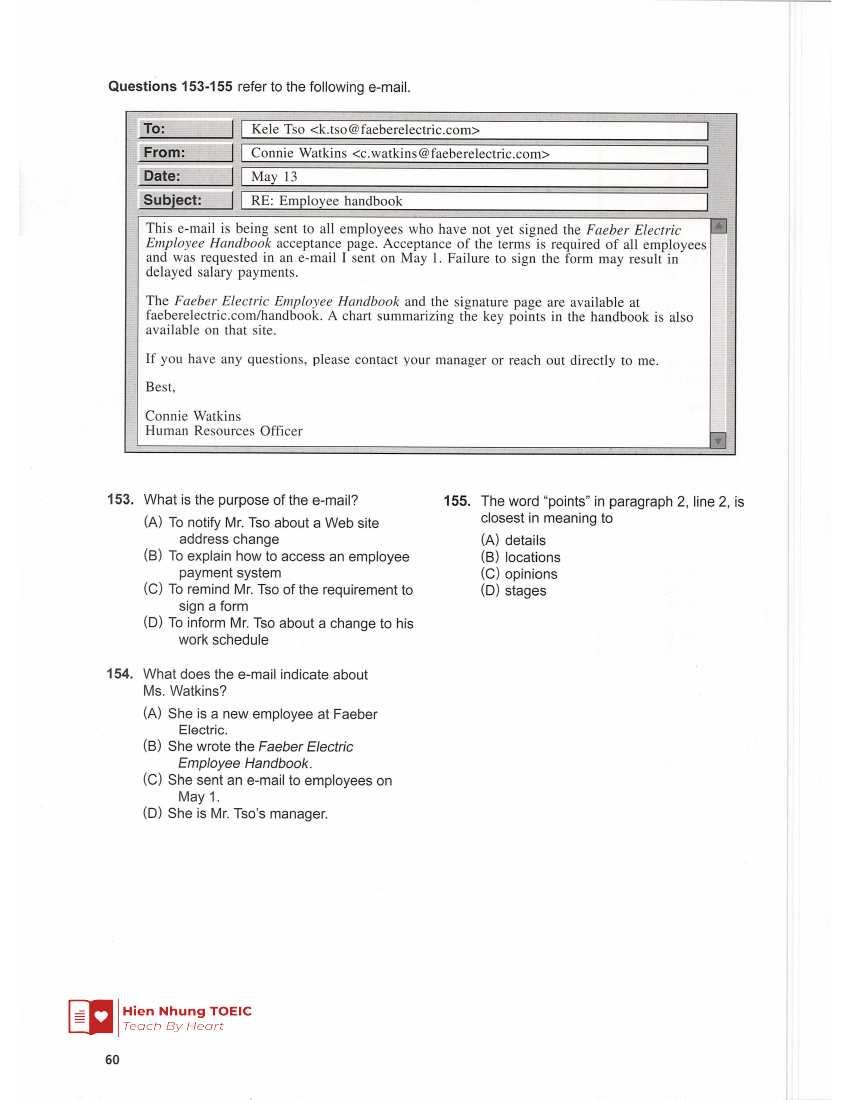 Questions 153-155 refer to the following e-mail.
To: Kele Tso <k.tso@faeberelectric.com>
From: Connie Watkins <c.watkins@faeberelectric.com>
Date: May 13
Subject: RE: Employee handbook
This e-mail is being sent to all employees who have not yet signed the Faeber Electric
Employee Handbook acceptance page. Acceptance of the terms is required of all employees
and was requested in an e-mail I sent on May 1. Failure to sign the form may result in
delayed salary payments.
The Faeber Electric Employee Handbook and the signature page are available at
faeberelectric.com/handbook. A chart summarizing the key points in the handbook is also
available on that site.
If you have any questions, please contact your manager or reach out directly to me.
Best,
Connie Watkins
Human Resources Officer
153. What is the purpose of the e-mail?
(A) To notify Mr. Tso about a Web site
address change
(B) To explain how to access an employee
payment system
(C) To remind Mr. Tso of the requirement to
sign a form
(D) To inform Mr. Tso about a change to his
work schedule
154. What does the e-mail indicate about
Ms. Watkins?
(A) She is a new employee at Faeber
Electric.
(B) She wrote the Faeber Electric
Employee Handbook.
(C) She sent an e-mail to employees on
May 1.
(D) She is Mr. Tso's manager.
155. The word “points” in paragraph 2, line 2, is
closest in meaning to
(A) details
(B) locations
(C) opinions
(D) stages
Hien Nhung TOEIC
Teach By Heart
60